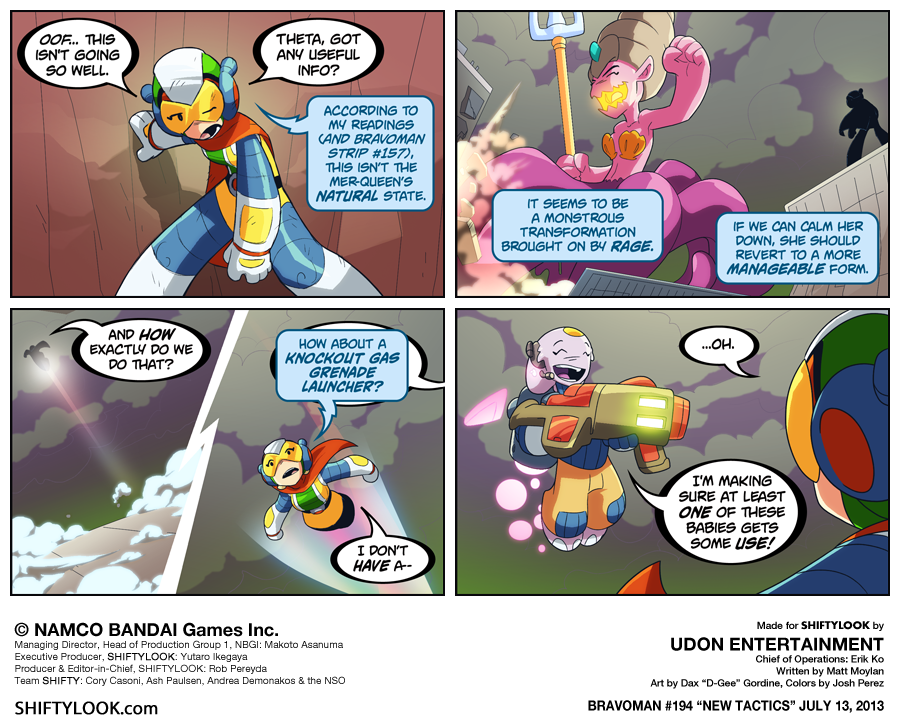 OOF... THIS
ISN'T GOING
SO WELL.
THETA, GOT
ANY USEFUL
INFO?
ACCORDING TO
MY READINGS
(AND BRAVOMAN
STRIP #157),
THIS ISN'T THE
MER-QUEEN'S
NATURAL STATE.
IT SEEMS TO BE
A MONSTROUS
TRANSFORMATION
BROUGHT ON BY RAGE.
IF WE CAN CALM HER
DOWN, SHE SHOULD
REVERT TO A MORE
MANAGEABLE FORM.
AND HOW
EXACTLY DO WE
DO THAT?
HOW ABOUT A
KNOCKOUT GAS
GRENADE
LAUNCHER?
I DON'T
HAVE A--
...OH.
I'M MAKING
SURE AT LEAST
ONE OF THESE
BABIES GETS
SOME USE!
© NAMCO BANDAI Games Inc.
Managing Director, Head of Production Group 1, NBGI: Makoto Asanuma
Executive Producer, SHIFTYLOOK: Yutaro Ikegaya
Producer & Editor-in-Chief, SHIFTYLOOK: Rob Pereyda
Team SHIFTY: Cory Casoni, Ash Paulsen, Andrea Demonakos & the NSO
SHIFTYLOOK.com
Made for SHIFTYLOOK by
UDON ENTERTAINMENT
Chief of Operations: Erik Ko
Written by Matt Moylan
Art by Dax "D-Gee" Gordine, Colors by Josh Perez
BRAVOMAN #194 "NEW TACTICS" JULY 13, 2013